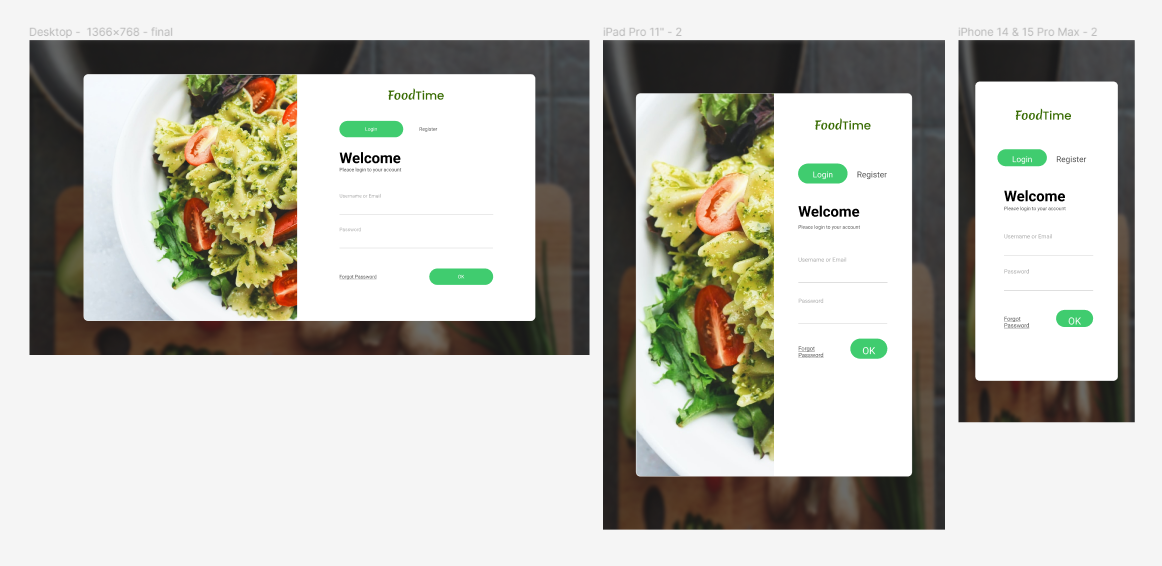 Desktop - 1366×768 - final
FoodTime
Login
Register
Welcome
Please login to your account
Username or Email
Password
Forgot Password
OK
iPad Pro 11" - 2
FoodTime
Login
Register
Welcome
Please login to your account
Username or Email
Password
Forgot
Password
OK
iPhone 14 & 15 Pro Max - 2
FoodTime
Login
Register
Welcome
Please login to your account
Username or Email
Password
Forgot
Password
OK